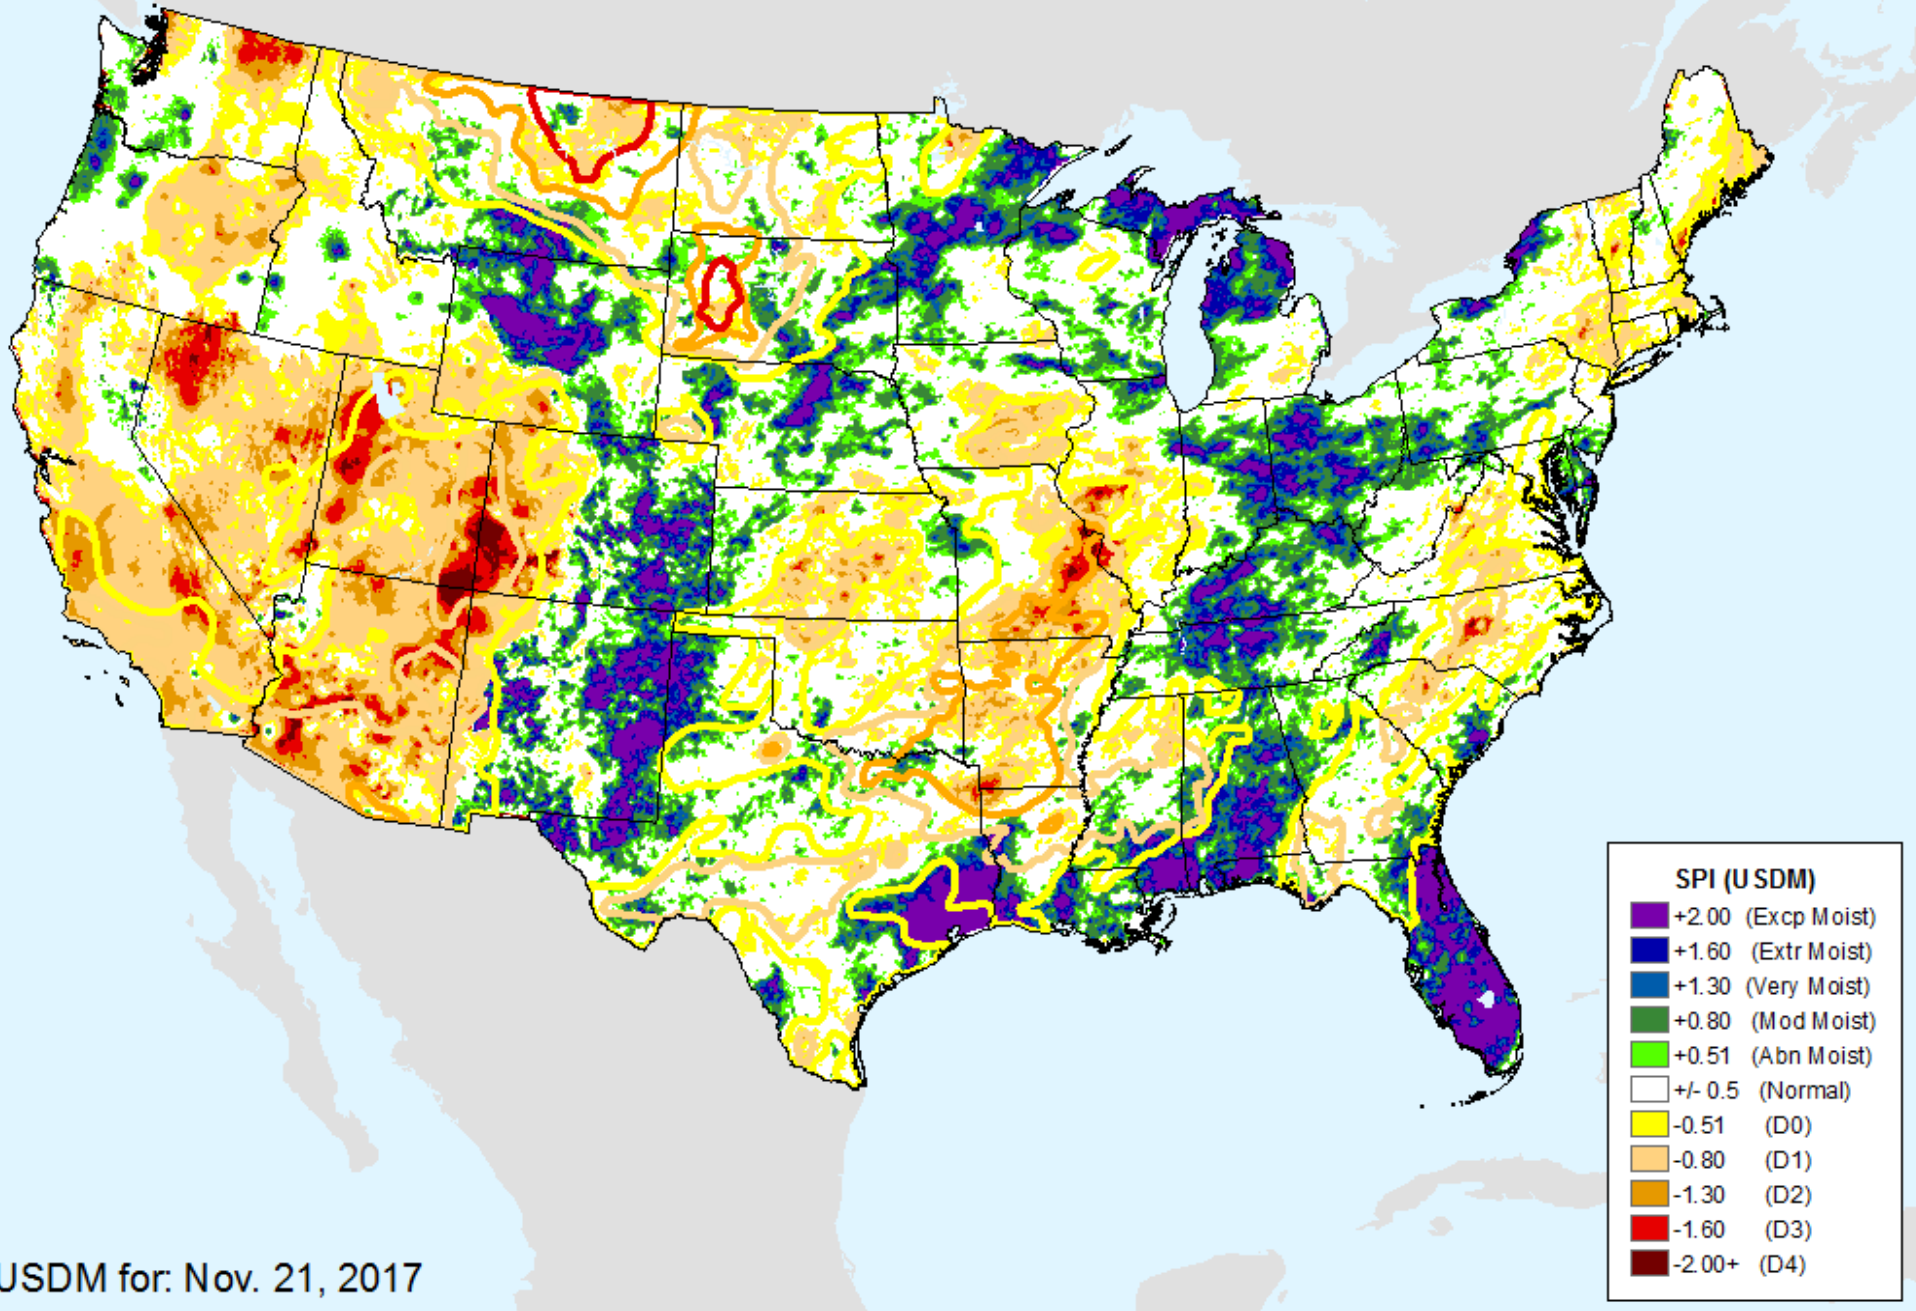 SPI (USDM)
+2.00 (Excp Moist)
+1.60 (Extr Moist)
+1.30 (Very Moist)
+0.80 (Mod Moist)
+0.51 (Abn Moist)
+/- 0.5 (Normal)
-0.51 (D0)
-0.80 (D1)
-1.30 (D2)
-1.60 (D3)
-2.00+ (D4)
USDM for: Nov. 21, 2017